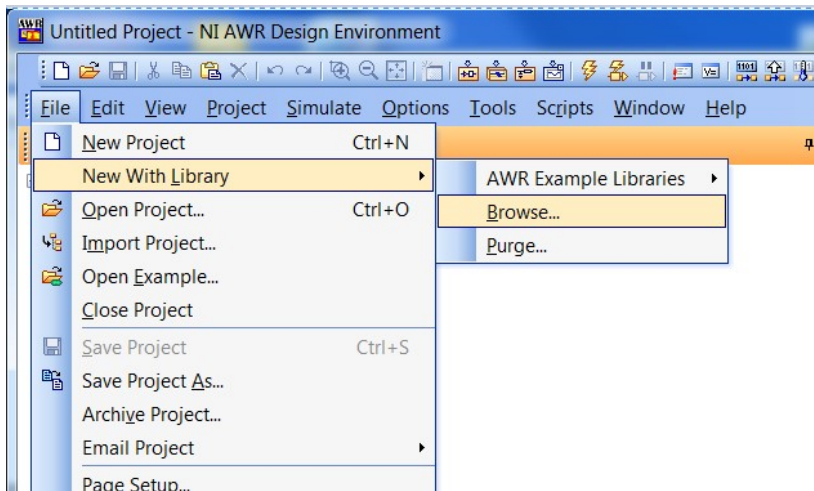 AWR
Untitled Project - NI AWR Design Environment
File Edit View Project Simulate Options Tools Scripts Window Help
New Project Ctrl+N
New With Library
AWR Example Libraries
Open Project... Ctrl+O
Browse...
Import Project...
Purge...
Open Example...
Close Project
Save Project Ctrl+S
Save Project As...
Archive Project...
Email Project
Page Setup...